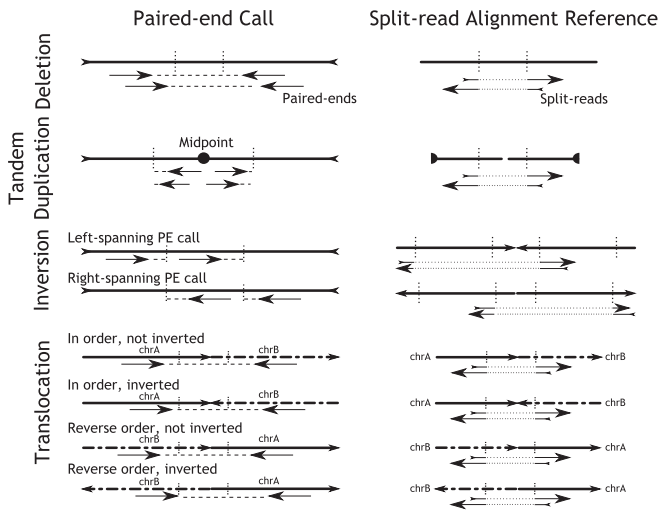 Paired-end Call
Split-read Alignment Reference
Deletion
Paired-ends
Split-reads
Tandem
Duplication
Midpoint
Inversion
Left-spanning PE call
Right-spanning PE call
Translocation
In order, not inverted
chrA chrB
chrA chrB
In order, inverted
chrA chrB
chrA chrB
Reverse order, not inverted
chrB chrA
chrB chrA
Reverse order, inverted
chrB chrA
chrB chrA